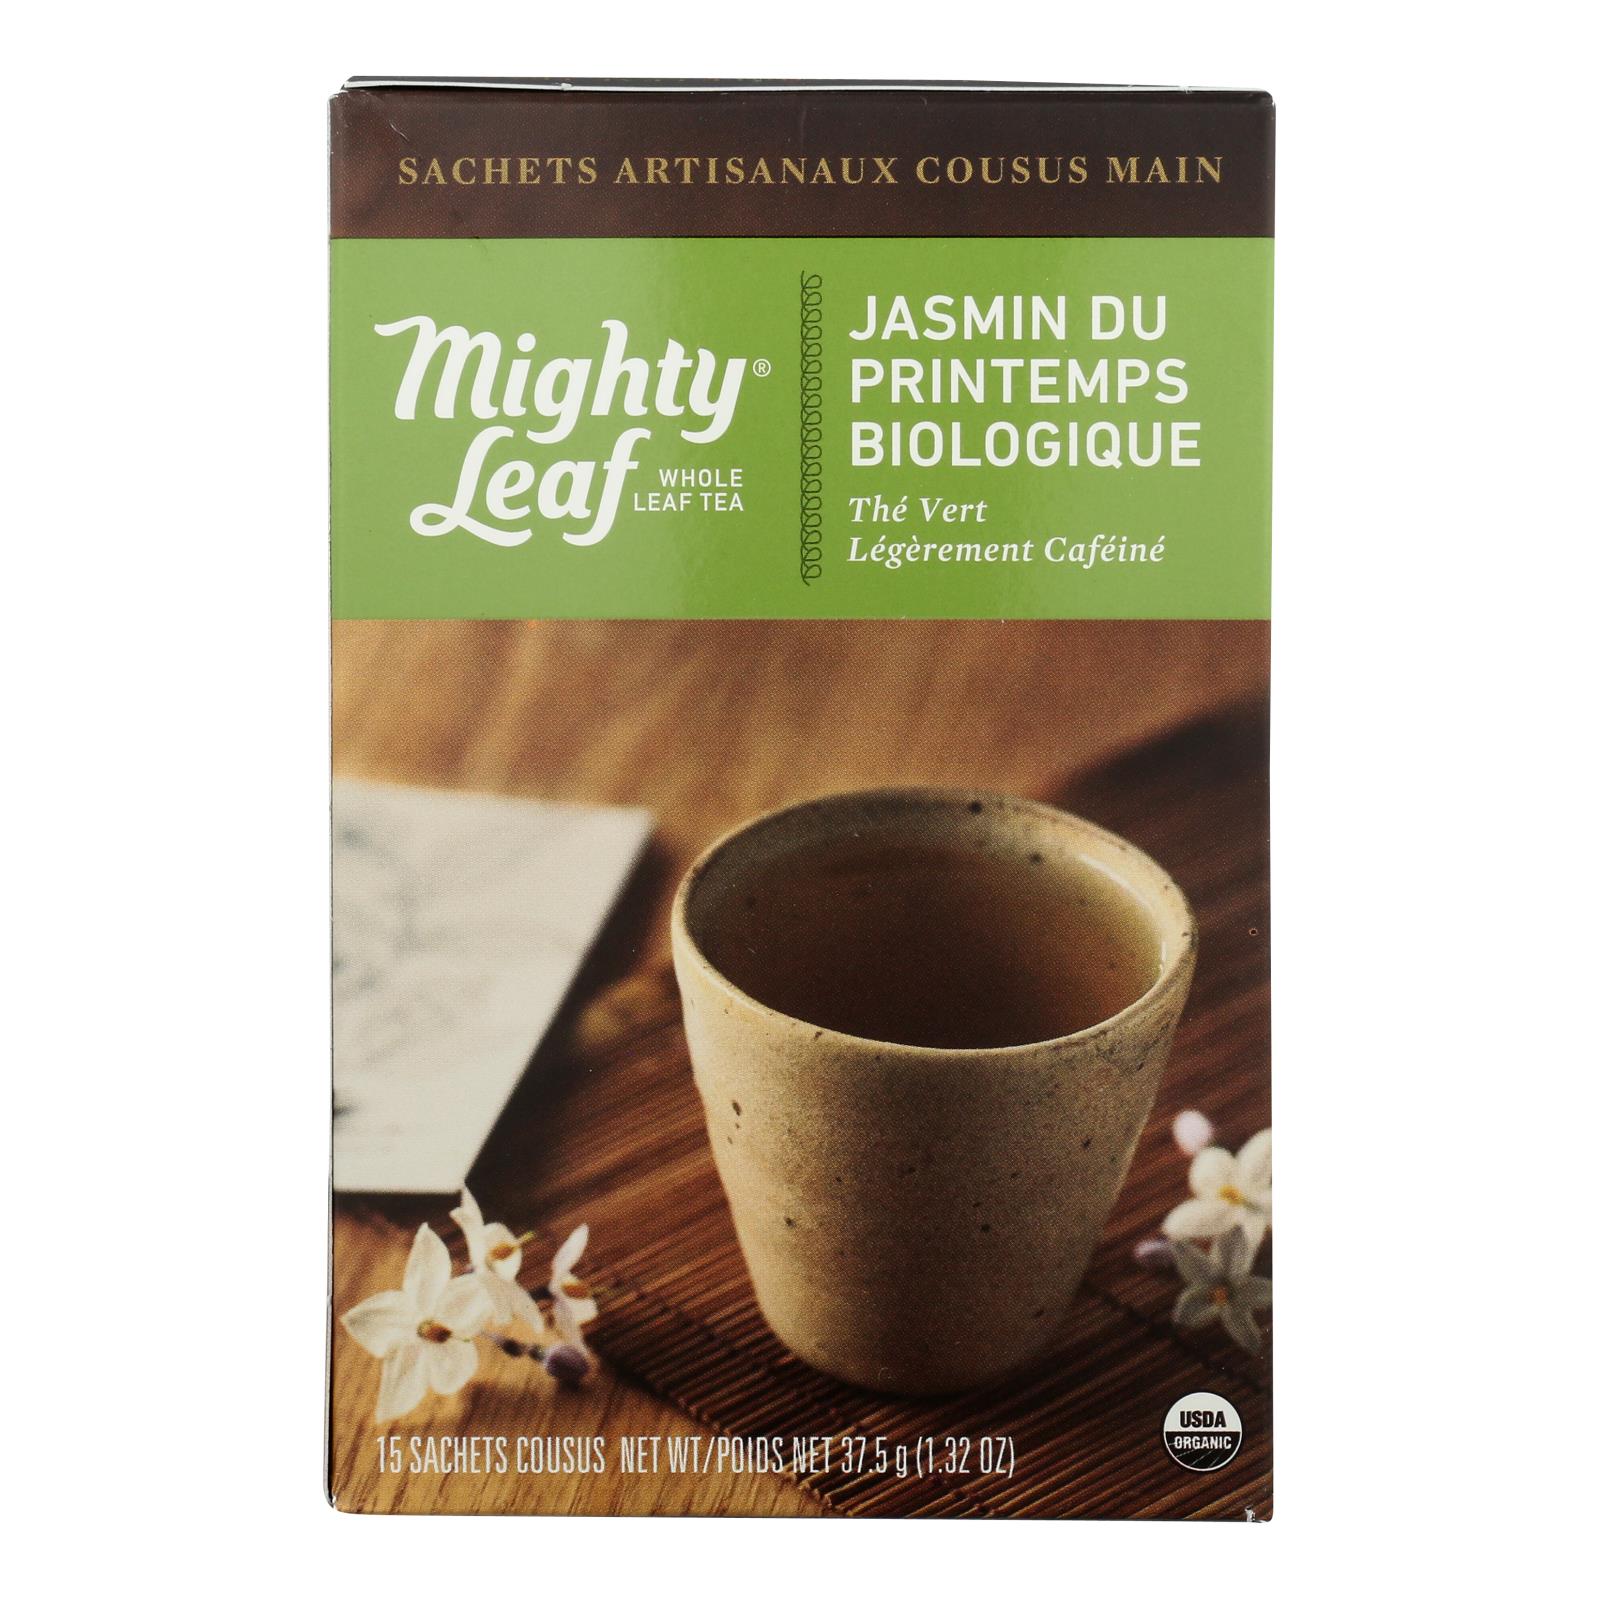 SACHETS ARTISANAUX COUSUS MAIN
Mighty®
Leaf
WHOLE
LEAF TEA
JASMIN DU
PRINTEMPS
BIOLOGIQUE
Thé Vert
Légèrement Caféiné
15 SACHETS COUSUS NET WT/POIDS NET 37.5 g (1.32 OZ)
USDA
ORGANIC